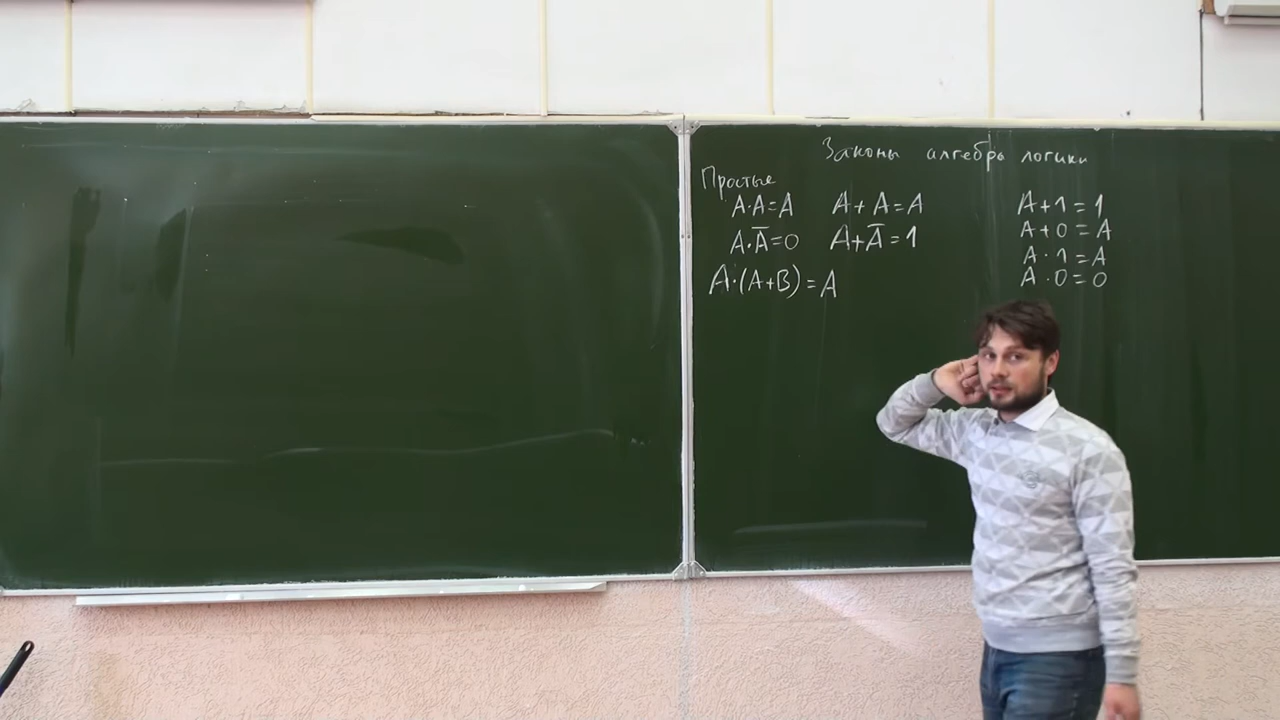 Законы алгебры логики
Простые
A·A=A A+A=A A+1=1
A·A̅=0 A+A̅=1 A+0=A
A·1=A
A·(A+B)=A A·0=0